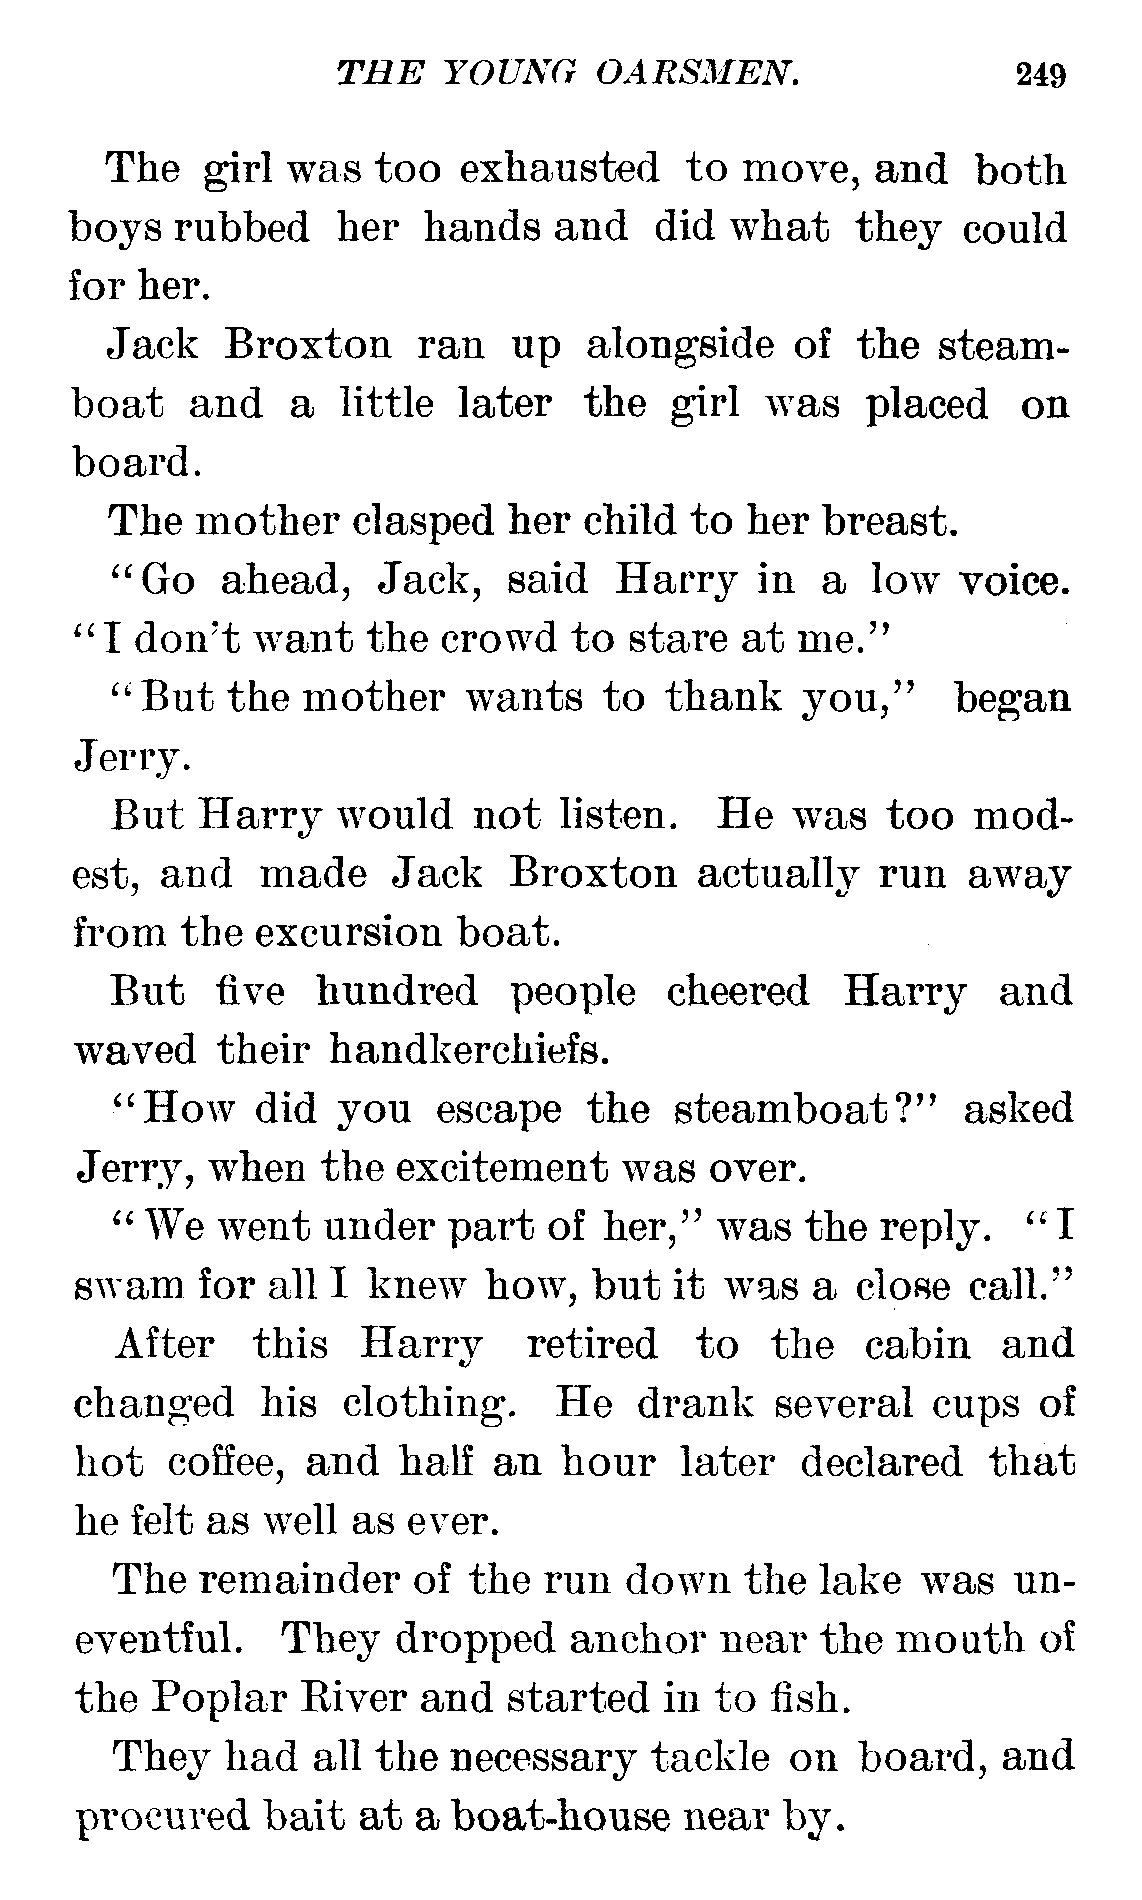 THE YOUNG OARSMEN. 249
The girl was too exhausted to move, and both
boys rubbed her hands and did what they could
for her.
Jack Broxton ran up alongside of the steam-
boat and a little later the girl was placed on
board.
The mother clasped her child to her breast.
“Go ahead, Jack, said Harry in a low voice.
“I don't want the crowd to stare at me.”
“But the mother wants to thank you,” began
Jerry.
But Harry would not listen. He was too mod-
est, and made Jack Broxton actually run away
from the excursion boat.
But five hundred people cheered Harry and
waved their handkerchiefs.
“How did you escape the steamboat?” asked
Jerry, when the excitement was over.
“We went under part of her,” was the reply. “I
swam for all I knew how, but it was a close call.”
After this Harry retired to the cabin and
changed his clothing. He drank several cups of
hot coffee, and half an hour later declared that
he felt as well as ever.
The remainder of the run down the lake was un-
eventful. They dropped anchor near the mouth of
the Poplar River and started in to fish.
They had all the necessary tackle on board, and
procured bait at a boat-house near by.